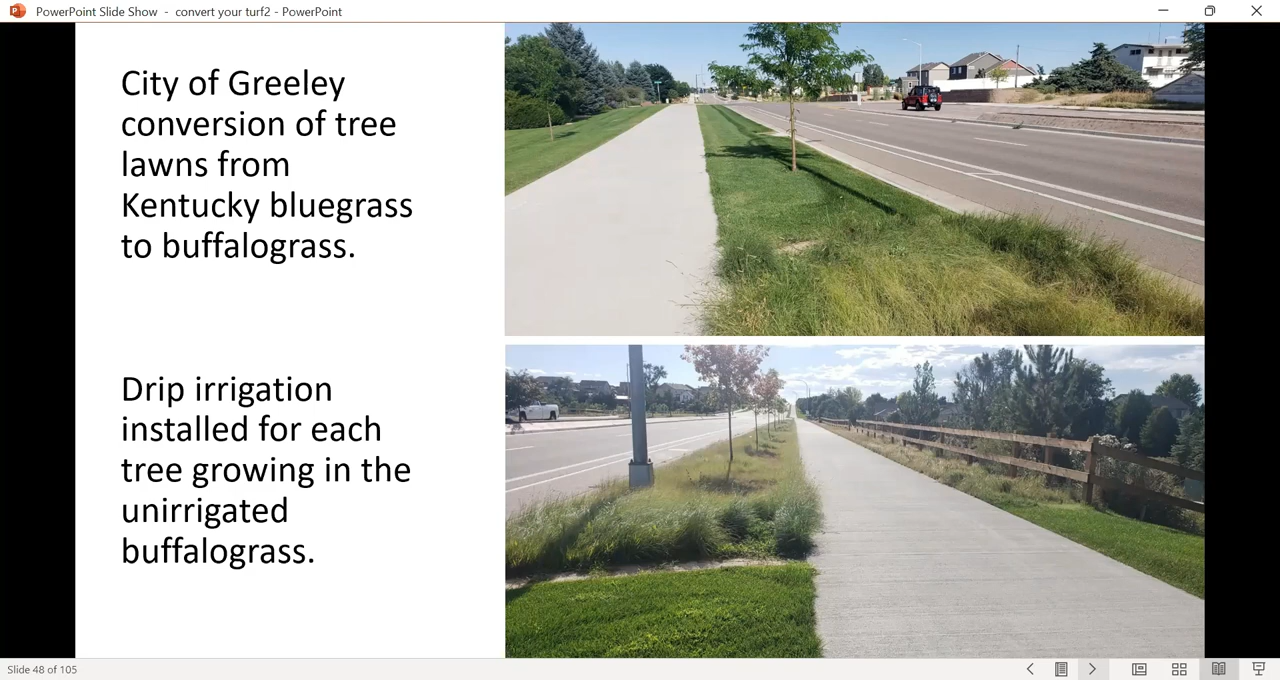 PowerPoint Slide Show - convert your turf2 - PowerPoint
City of Greeley
conversion of tree
lawns from
Kentucky bluegrass
to buffalograss.
Drip irrigation
installed for each
tree growing in the
unirrigated
buffalograss.
Slide 48 of 105